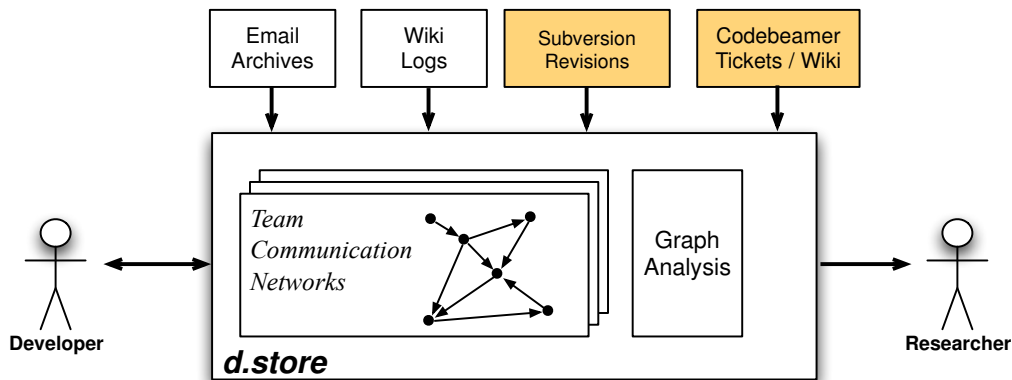 Email
Archives
Wiki
Logs
Subversion
Revisions
Codebeamer
Tickets / Wiki
Team
Communication
Networks
Graph
Analysis
Developer
Researcher
d.store